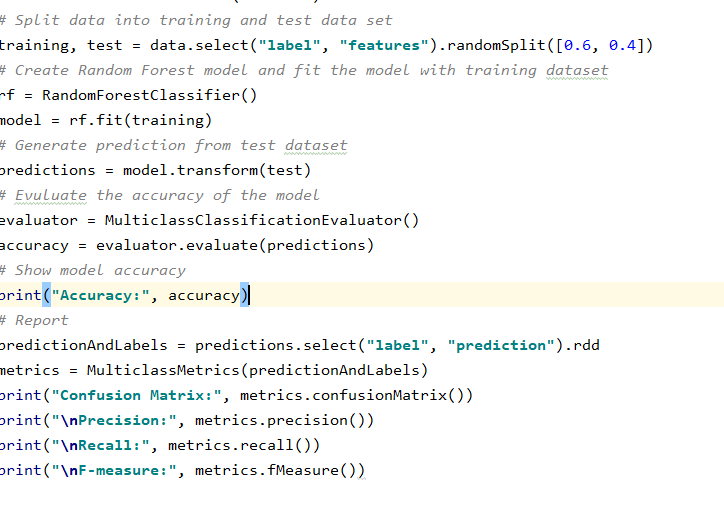 # Split data into training and test data set
training, test = data.select("label", "features").randomSplit([0.6, 0.4])
# Create Random Forest model and fit the model with training dataset
rf = RandomForestClassifier()
model = rf.fit(training)
# Generate prediction from test dataset
predictions = model.transform(test)
# Evuluate the accuracy of the model
evaluator = MulticlassClassificationEvaluator()
accuracy = evaluator.evaluate(predictions)
# Show model accuracy
print("Accuracy:", accuracy)
# Report
predictionAndLabels = predictions.select("label", "prediction").rdd
metrics = MulticlassMetrics(predictionAndLabels)
print("Confusion Matrix:", metrics.confusionMatrix())
print("\nPrecision:", metrics.precision())
print("\nRecall:", metrics.recall())
print("\nF-measure:", metrics.fMeasure())